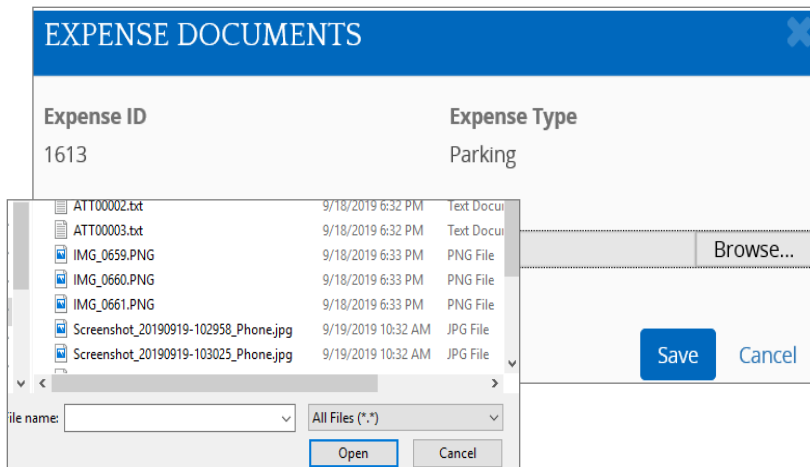 EXPENSE DOCUMENTS
Expense ID Expense Type
1613 Parking
ATT00002.txt 9/18/2019 6:32 PM Text Docu
ATT00003.txt 9/18/2019 6:32 PM Text Docu
IMG_0659.PNG 9/18/2019 6:33 PM PNG File
IMG_0660.PNG 9/18/2019 6:33 PM PNG File
IMG_0661.PNG 9/18/2019 6:33 PM PNG File
Screenshot_20190919-102958_Phone.jpg 9/19/2019 10:32 AM JPG File
Screenshot_20190919-103025_Phone.jpg 9/19/2019 10:32 AM JPG File
Browse...
Save Cancel
ile name: All Files (*.*)
Open Cancel